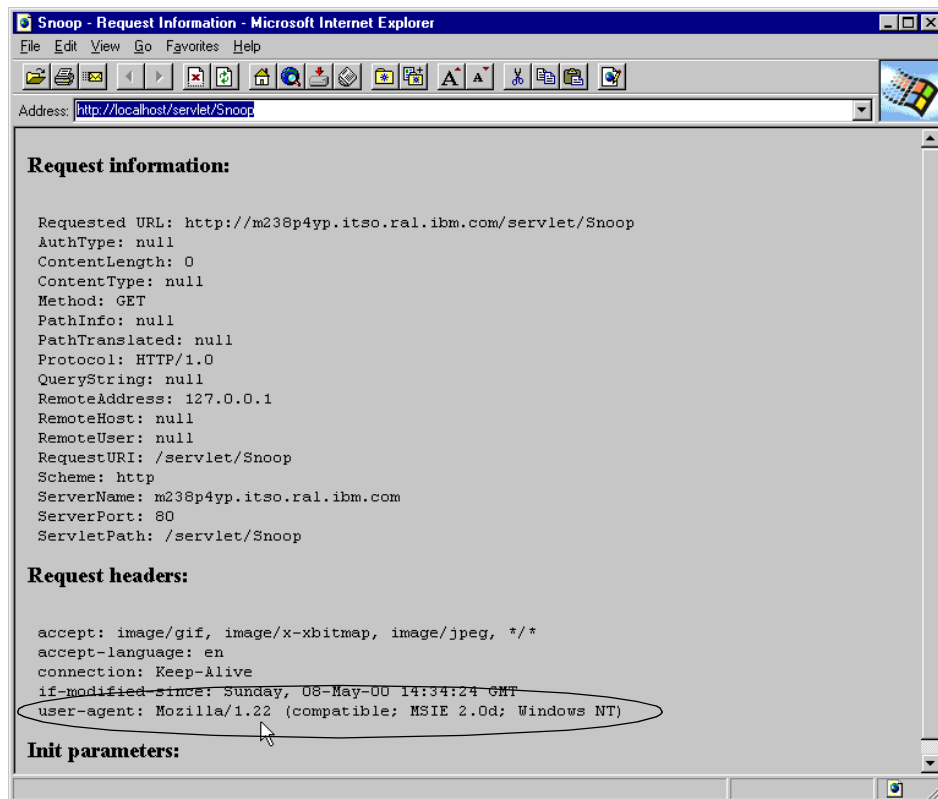 Snoop - Request Information - Microsoft Internet Explorer
File Edit View Go Favorites Help
Address: http://localhost/servlet/Snoop
Request information:
Requested URL: http://m238p4yp.itso.ral.ibm.com/servlet/Snoop
AuthType: null
ContentLength: 0
ContentType: null
Method: GET
PathInfo: null
PathTranslated: null
Protocol: HTTP/1.0
QueryString: null
RemoteAddress: 127.0.0.1
RemoteHost: null
RemoteUser: null
RequestURI: /servlet/Snoop
Scheme: http
ServerName: m238p4yp.itso.ral.ibm.com
ServerPort: 80
ServletPath: /servlet/Snoop
Request headers:
accept: image/gif, image/x-xbitmap, image/jpeg, */*
accept-language: en
connection: Keep-Alive
if-modified-since: Sunday, 08-May-00 14:34:24 GMT
user-agent: Mozilla/1.22 (compatible; MSIE 2.0d; Windows NT)
Init parameters: